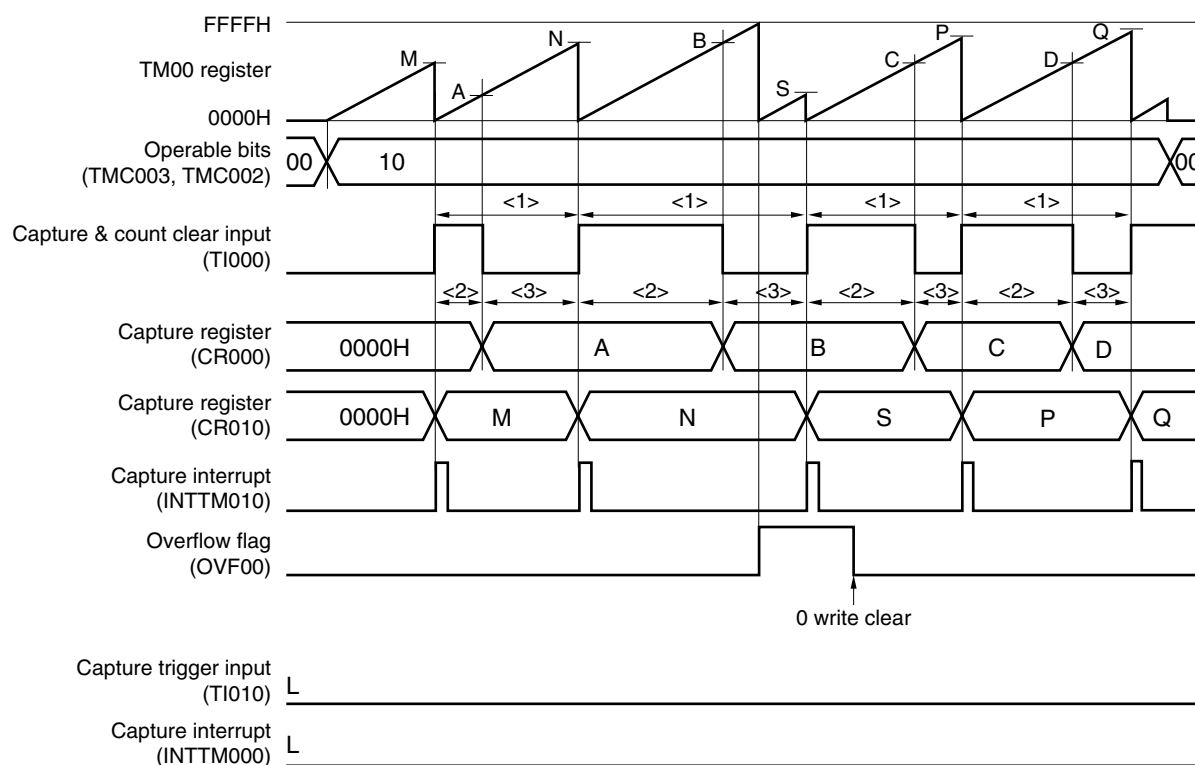 FFFFH
TM00 register
0000H
M A N B S C P D Q
Operable bits
(TMC003, TMC002)
00 10 00
<1> <1> <1> <1>
Capture & count clear input
(TI000)
<2> <3> <2> <3> <2> <3> <2> <3>
Capture register
(CR000)
0000H A B C D
Capture register
(CR010)
0000H M N S P Q
Capture interrupt
(INTTM010)
Overflow flag
(OVF00)
0 write clear
Capture trigger input
(TI010)
L
Capture interrupt
(INTTM000)
L